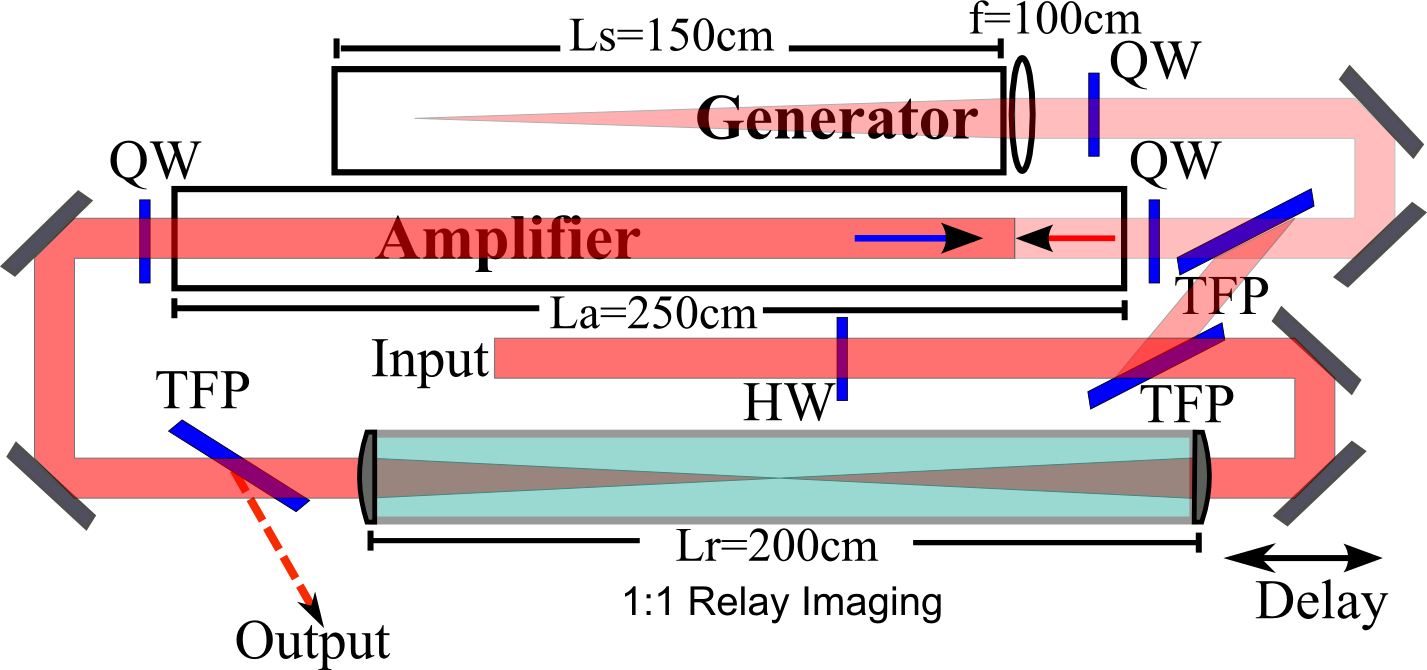 f=100cm
Ls=150cm
QW
Generator
QW
QW
Amplifier
TFP
La=250cm
Input
TFP
HW
TFP
Lr=200cm
1:1 Relay Imaging
Delay
Output